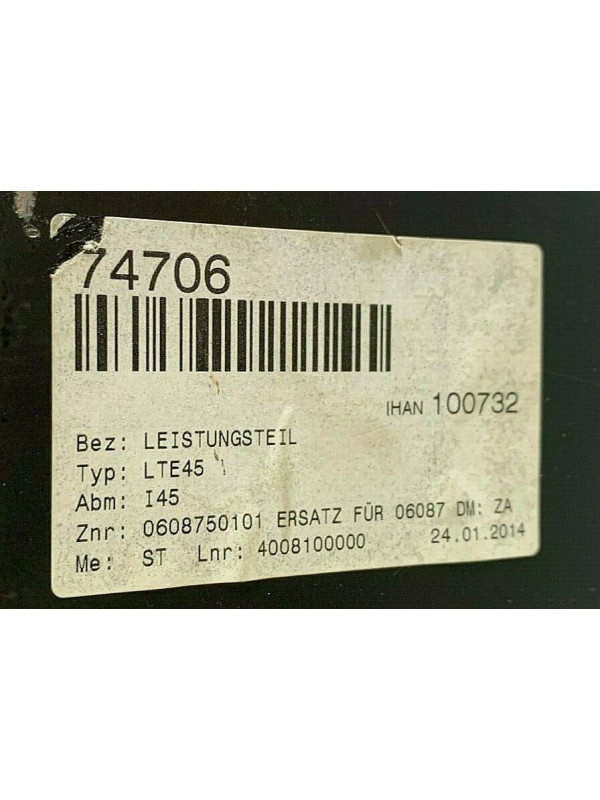 74706
IHAN 100732
Bez: LEISTUNGSTEIL
Typ: LTE45
Abm: I45
Znr: 0608750101 ERSATZ FÜR 06087 DM: ZA
Me: ST Lnr: 4008100000 24.01.2014